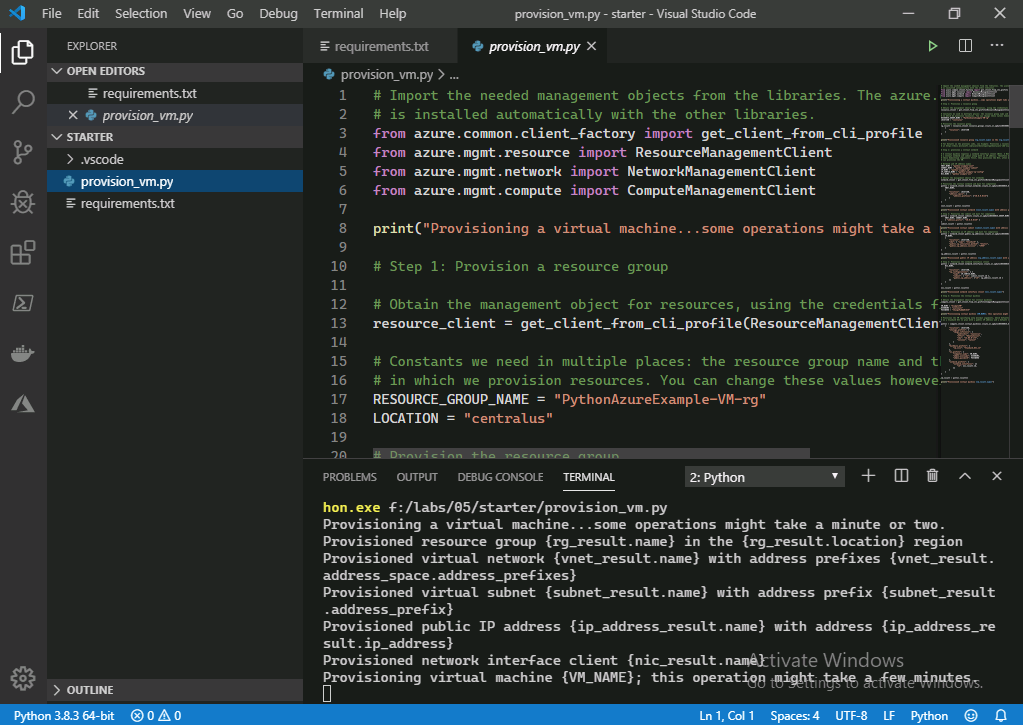 File Edit Selection View Go Debug Terminal Help
provision_vm.py - starter - Visual Studio Code
EXPLORER
OPEN EDITORS
requirements.txt
provision_vm.py
STARTER
.vscode
provision_vm.py
requirements.txt
OUTLINE
requirements.txt
provision_vm.py
provision_vm.py > ...
1 # Import the needed management objects from the libraries. The azure.
2 # is installed automatically with the other libraries.
3 from azure.common.client_factory import get_client_from_cli_profile
4 from azure.mgmt.resource import ResourceManagementClient
5 from azure.mgmt.network import NetworkManagementClient
6 from azure.mgmt.compute import ComputeManagementClient
7
8 print("Provisioning a virtual machine...some operations might take a
9
10 # Step 1: Provision a resource group
11
12 # Obtain the management object for resources, using the credentials f
13 resource_client = get_client_from_cli_profile(ResourceManagementClien
14
15 # Constants we need in multiple places: the resource group name and t
16 # in which we provision resources. You can change these values howeve
17 RESOURCE_GROUP_NAME = "PythonAzureExample-VM-rg"
18 LOCATION = "centralus"
19
20 # Provision the resource group
PROBLEMS OUTPUT DEBUG CONSOLE TERMINAL
2: Python
hon.exe f:/labs/05/starter/provision_vm.py
Provisioning a virtual machine...some operations might take a minute or two.
Provisioned resource group {rg_result.name} in the {rg_result.location} region
Provisioned virtual network {vnet_result.name} with address prefixes {vnet_result.
address_space.address_prefixes}
Provisioned virtual subnet {subnet_result.name} with address prefix {subnet_result
.address_prefix}
Provisioned public IP address {ip_address_result.name} with address {ip_address_re
sult.ip_address}
Provisioned network interface client {nic_result.name}
Provisioning virtual machine {VM_NAME}; this operation might take a few minutes.
Activate Windows
Go to Settings to activate Windows.
Python 3.8.3 64-bit 0 0
Ln 1, Col 1 Spaces: 4 UTF-8 LF Python